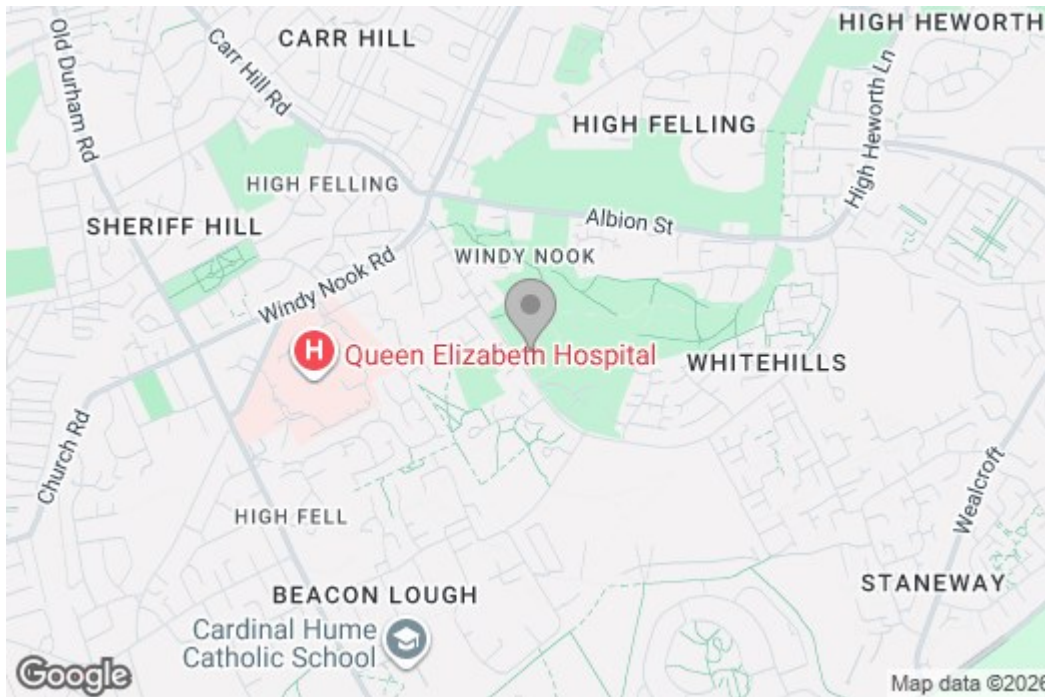 HIGH HEWORTH
Old Durham Rd
Carr Hill Rd
CARR HILL
High Heworth Ln
HIGH FELLING
HIGH FELLING
SHERIFF HILL
Albion St
WINDY NOOK
Windy Nook Rd
H
Queen Elizabeth Hospital
WHITEHILLS
Church Rd
Wealcroft
HIGH FELL
STANEWAY
BEACON LOUGH
Cardinal Hume
Catholic School
Google
Map data ©2026